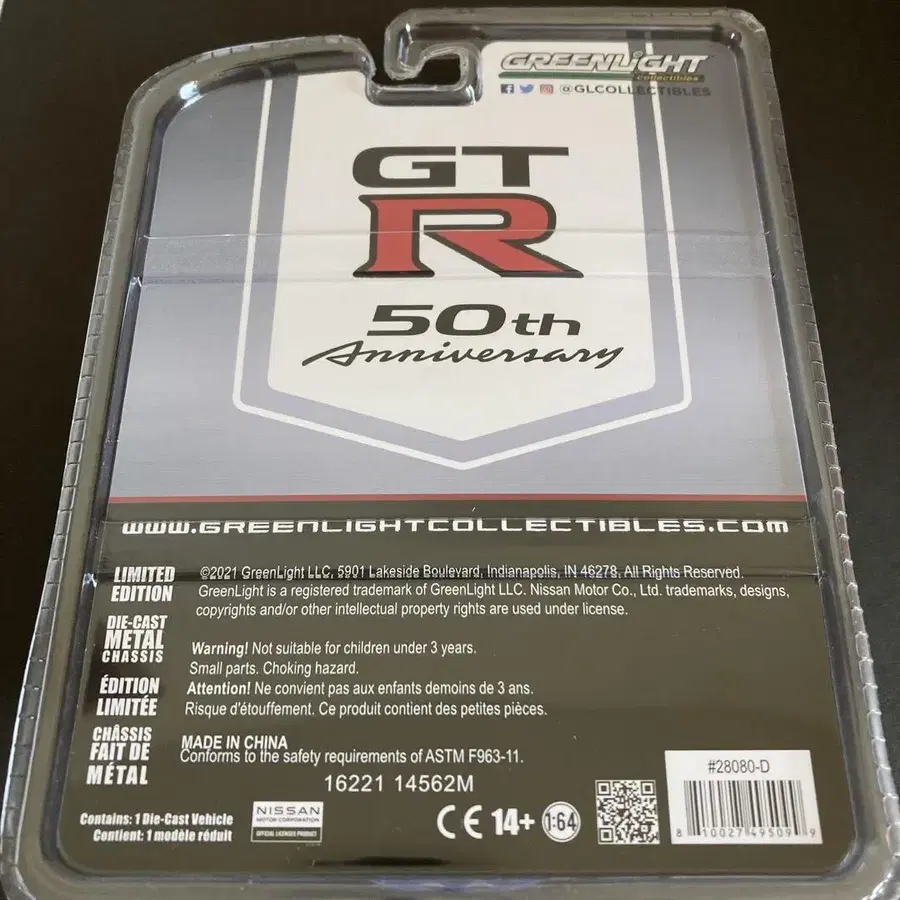 GREENLiGHT
collectibles
@GLCOLLECTIBLES
GT
R
50th
Anniversary
www.GREENLIGHTCOLLECTIBLES.com
LIMITED
EDITION
DIE-CAST
METAL
CHASSIS
ÉDITION
LIMITÉE
CHÂSSIS
FAIT DE
MÉTAL
©2021 GreenLight LLC, 5901 Lakeside Boulevard, Indianapolis, IN 46278. All Rights Reserved.
GreenLight is a registered trademark of GreenLight LLC. Nissan Motor Co., Ltd. trademarks, designs,
copyrights and/or other intellectual property rights are used under license.
Warning! Not suitable for children under 3 years.
Small parts. Choking hazard.
Attention! Ne convient pas aux enfants demoins de 3 ans.
Risque d'étouffement. Ce produit contient des petites pièces.
MADE IN CHINA
Conforms to the safety requirements of ASTM F963-11.
16221 14562M
Contains: 1 Die-Cast Vehicle
Contient: 1 modèle réduit
NISSAN
MOTOR CORPORATION
OFFICIAL LICENSED PRODUCT
CE 14+ 1:64
#28080-D
8 10027 49509 9